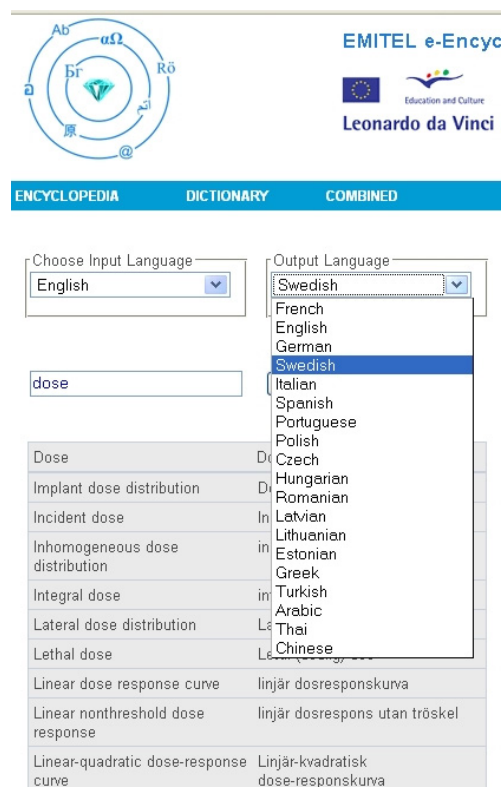 Ab
αΩ
Бг
Rö
อ
原
@
EMITEL e-Encyc
Education and Culture
Leonardo da Vinci
ENCYCLOPEDIA DICTIONARY COMBINED
Choose Input Language
English
Output Language
Swedish
French
English
German
Swedish
Italian
Spanish
Portuguese
Polish
Czech
Hungarian
Romanian
Latvian
Lithuanian
Estonian
Greek
Turkish
Arabic
Thai
Chinese
dose
Dose
Implant dose distribution
Incident dose
Inhomogeneous dose
distribution
Integral dose
Lateral dose distribution
Lethal dose
Linear dose response curve linjär dosresponskurva
Linear nonthreshold dose linjär dosrespons utan tröskel
response
Linear-quadratic dose-response Linjär-kvadratisk
curve dose-responskurva